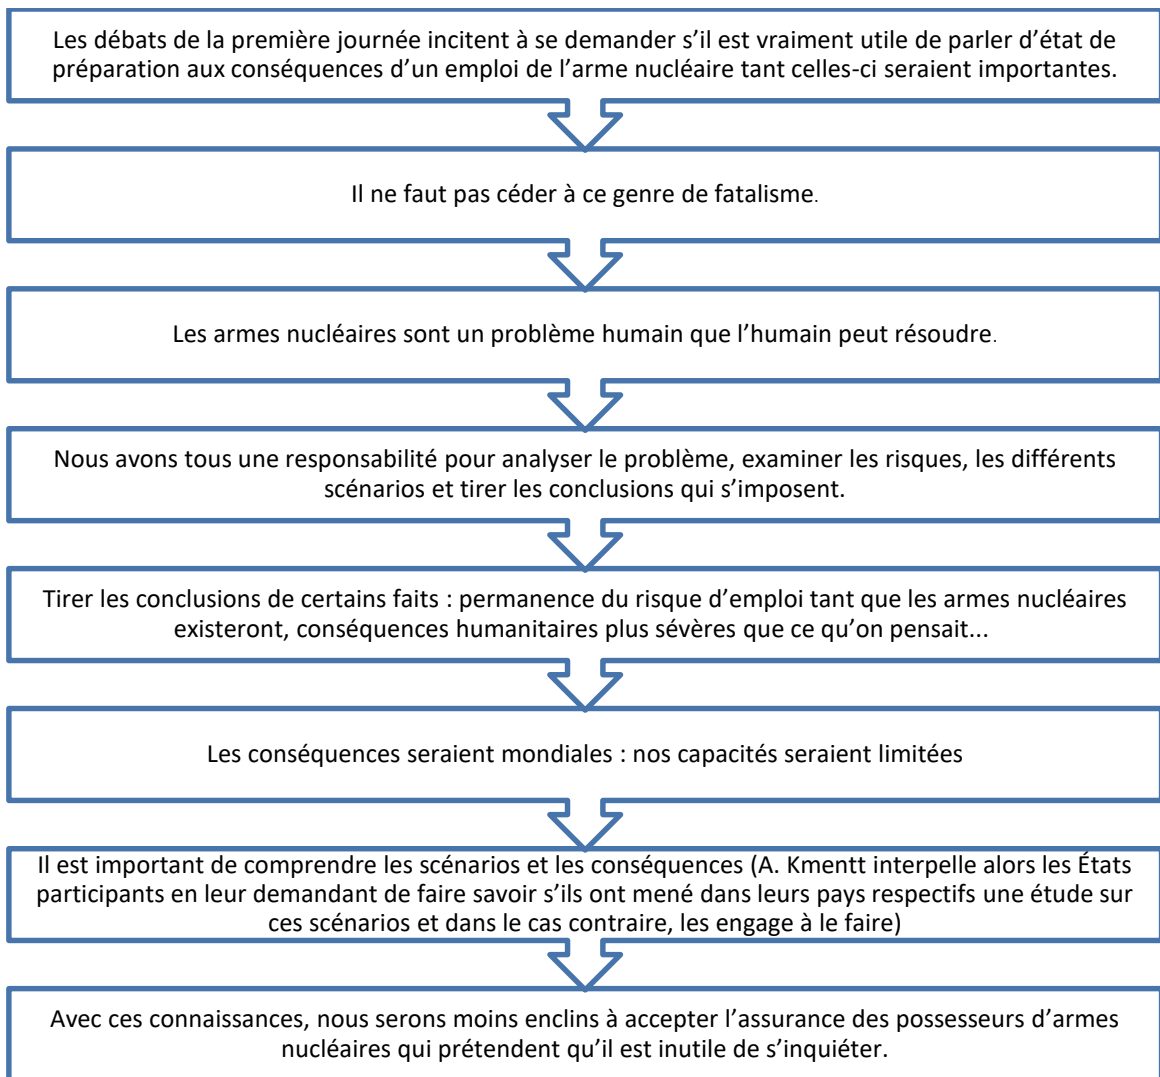 Les débats de la première journée incitent à se demander s’il est vraiment utile de parler d’état de
préparation aux conséquences d’un emploi de l’arme nucléaire tant celles-ci seraient importantes.
Il ne faut pas céder à ce genre de fatalisme.
Les armes nucléaires sont un problème humain que l’humain peut résoudre.
Nous avons tous une responsabilité pour analyser le problème, examiner les risques, les différents
scénarios et tirer les conclusions qui s’imposent.
Tirer les conclusions de certains faits : permanence du risque d’emploi tant que les armes nucléaires
existeront, conséquences humanitaires plus sévères que ce qu’on pensait...
Les conséquences seraient mondiales : nos capacités seraient limitées
Il est important de comprendre les scénarios et les conséquences (A. Kmentt interpelle alors les États
participants en leur demandant de faire savoir s’ils ont mené dans leurs pays respectifs une étude sur
ces scénarios et dans le cas contraire, les engage à le faire)
Avec ces connaissances, nous serons moins enclins à accepter l’assurance des possesseurs d’armes
nucléaires qui prétendent qu’il est inutile de s’inquiéter.